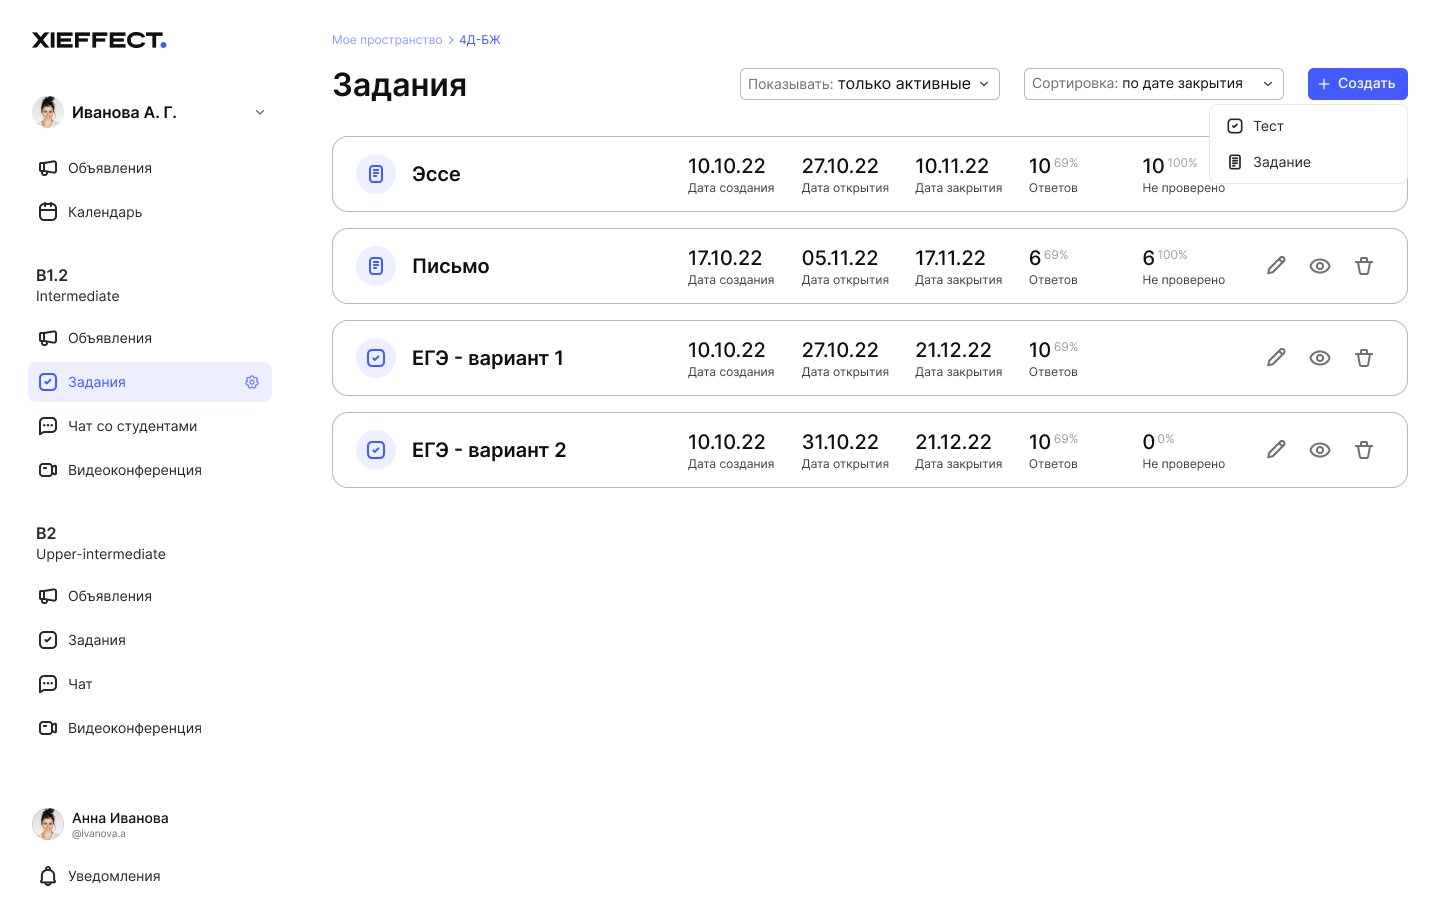 XIEFFECT.
Иванова А. Г.
Объявления
Календарь
B1.2
Intermediate
Объявления
Задания
Чат со студентами
Видеоконференция
B2
Upper-intermediate
Объявления
Задания
Чат
Видеоконференция
Анна Иванова
@ivanova.a
Уведомления
Мое пространство > 4Д-БЖ
Задания
Показывать: только активные
Сортировка: по дате закрытия
+ Создать
Тест
Задание
Эссе
10.10.22 27.10.22 10.11.22 10 69% 10 100%
Дата создания Дата открытия Дата закрытия Ответов Не проверено
Письмо
17.10.22 05.11.22 17.11.22 6 69% 6 100%
Дата создания Дата открытия Дата закрытия Ответов Не проверено
ЕГЭ - вариант 1
10.10.22 27.10.22 21.12.22 10 69%
Дата создания Дата открытия Дата закрытия Ответов
ЕГЭ - вариант 2
10.10.22 31.10.22 21.12.22 10 69% 0 0%
Дата создания Дата открытия Дата закрытия Ответов Не проверено